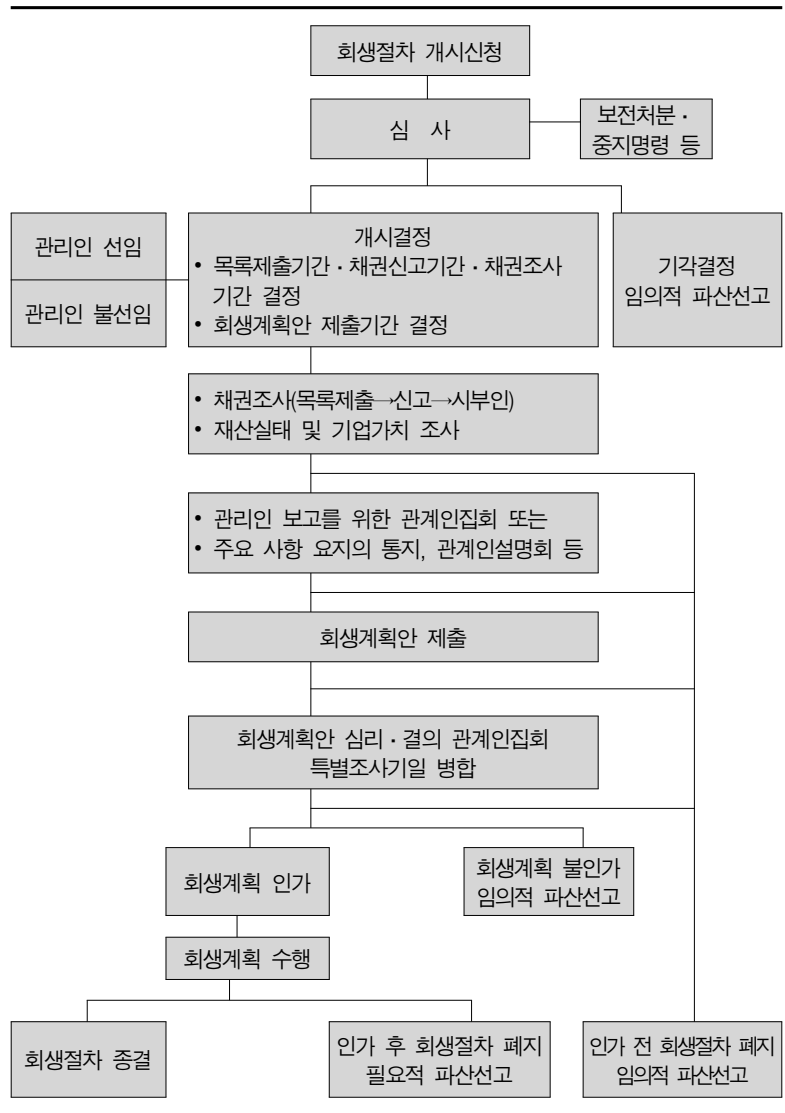 회생절차 개시신청
심 사
보전처분・
중지명령 등
관리인 선임
관리인 불선임
개시결정
• 목록제출기간・채권신고기간・채권조사
기간 결정
• 회생계획안 제출기간 결정
기각결정
임의적 파산선고
• 채권조사(목록제출→신고→시부인)
• 재산실태 및 기업가치 조사
• 관리인 보고를 위한 관계인집회 또는
• 주요 사항 요지의 통지, 관계인설명회 등
회생계획안 제출
회생계획안 심리・결의 관계인집회
특별조사기일 병합
회생계획 인가
회생계획 불인가
임의적 파산선고
회생계획 수행
회생절차 종결
인가 후 회생절차 폐지
필요적 파산선고
인가 전 회생절차 폐지
임의적 파산선고